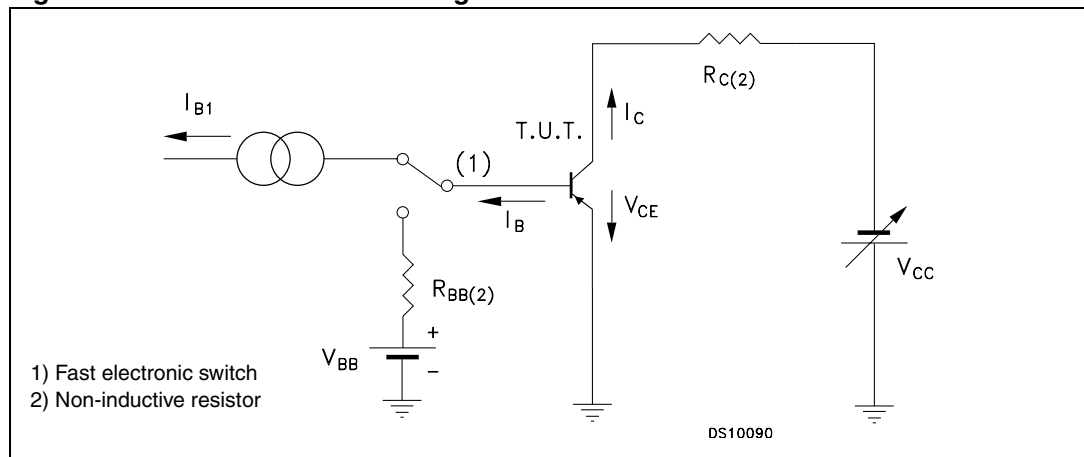 I_B1
R_C(2)
I_C
T.U.T.
(1)
I_B
V_CE
V_CC
R_BB(2)
+
V_BB
−
1) Fast electronic switch
2) Non-inductive resistor
DS10090